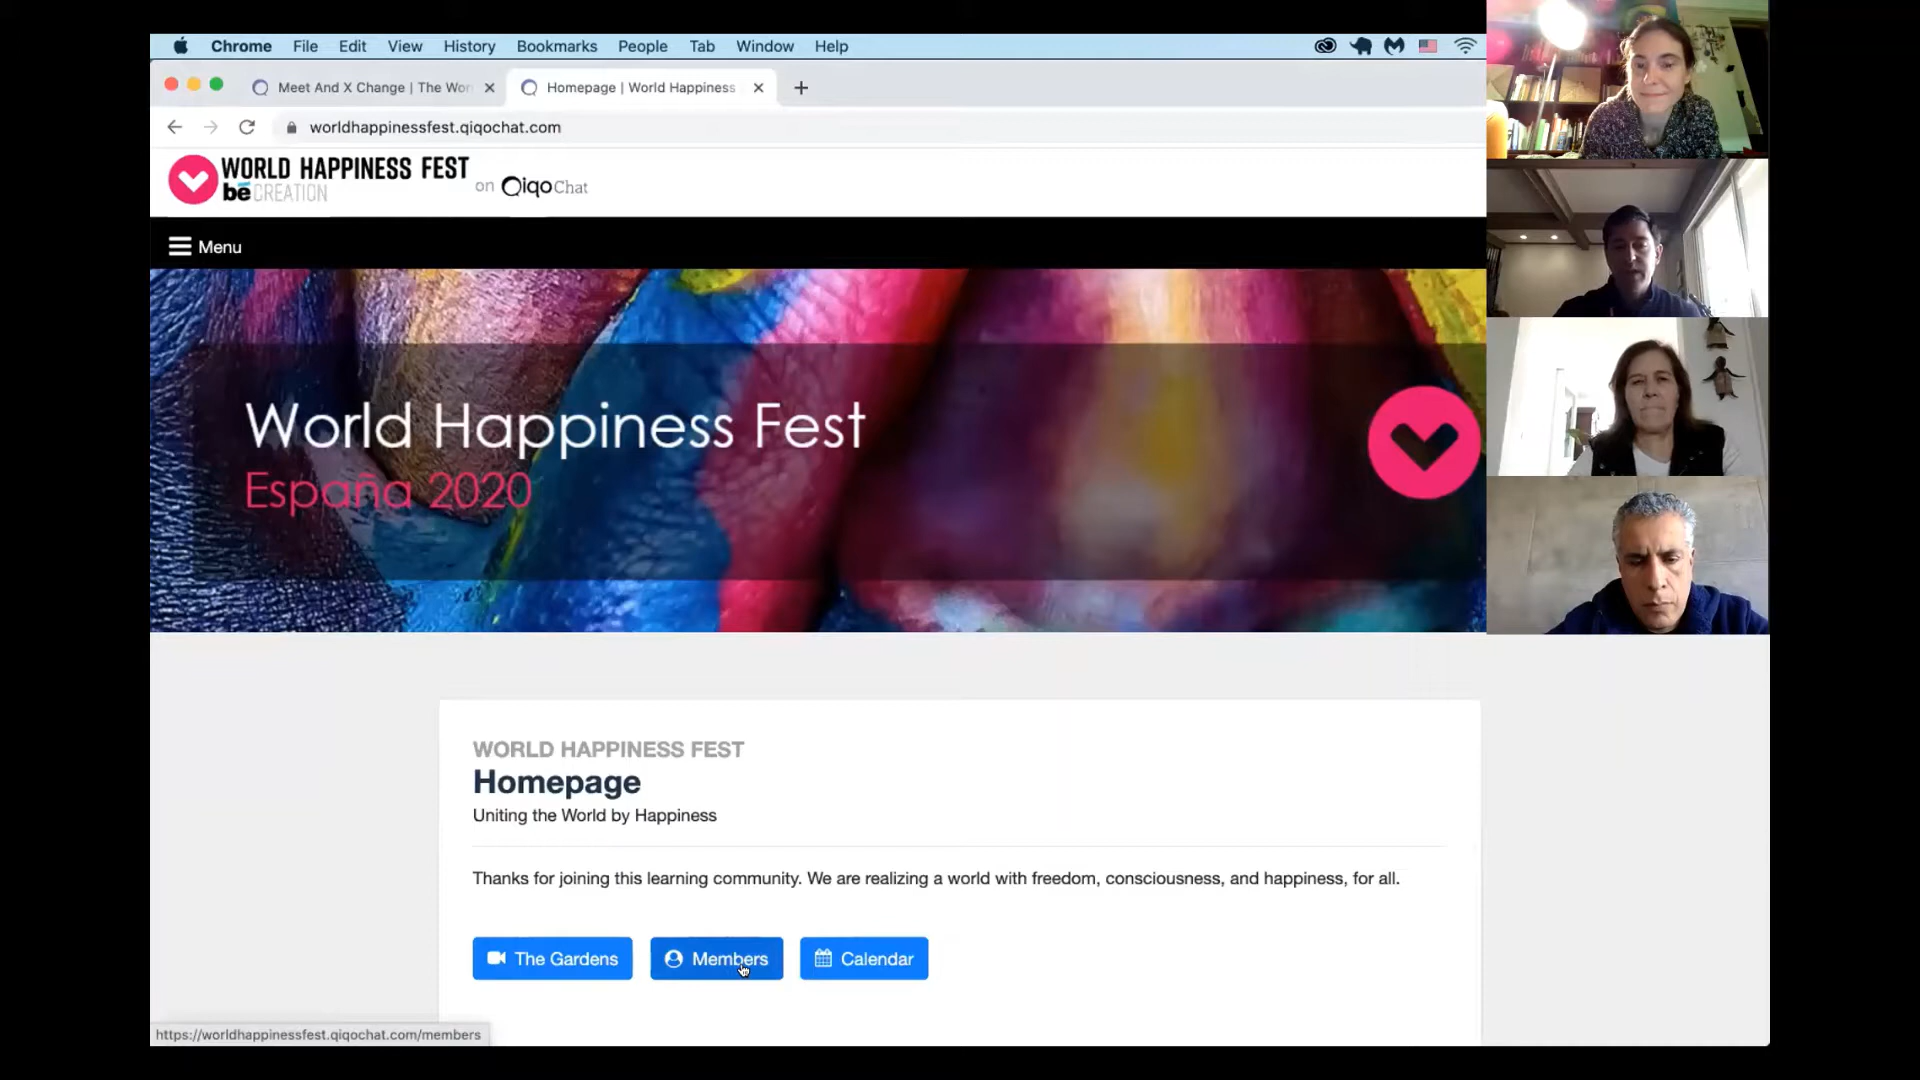 Chrome File Edit View History Bookmarks People Tab Window Help
Meet And X Change | The Wor
Homepage | World Happiness
worldhappinessfest.qiqochat.com
WORLD HAPPINESS FEST
bē CREATION
on QiqoChat
Menu
World Happiness Fest
España 2020
WORLD HAPPINESS FEST
Homepage
Uniting the World by Happiness
Thanks for joining this learning community. We are realizing a world with freedom, consciousness, and happiness, for all.
The Gardens Members Calendar
https://worldhappinessfest.qiqochat.com/members